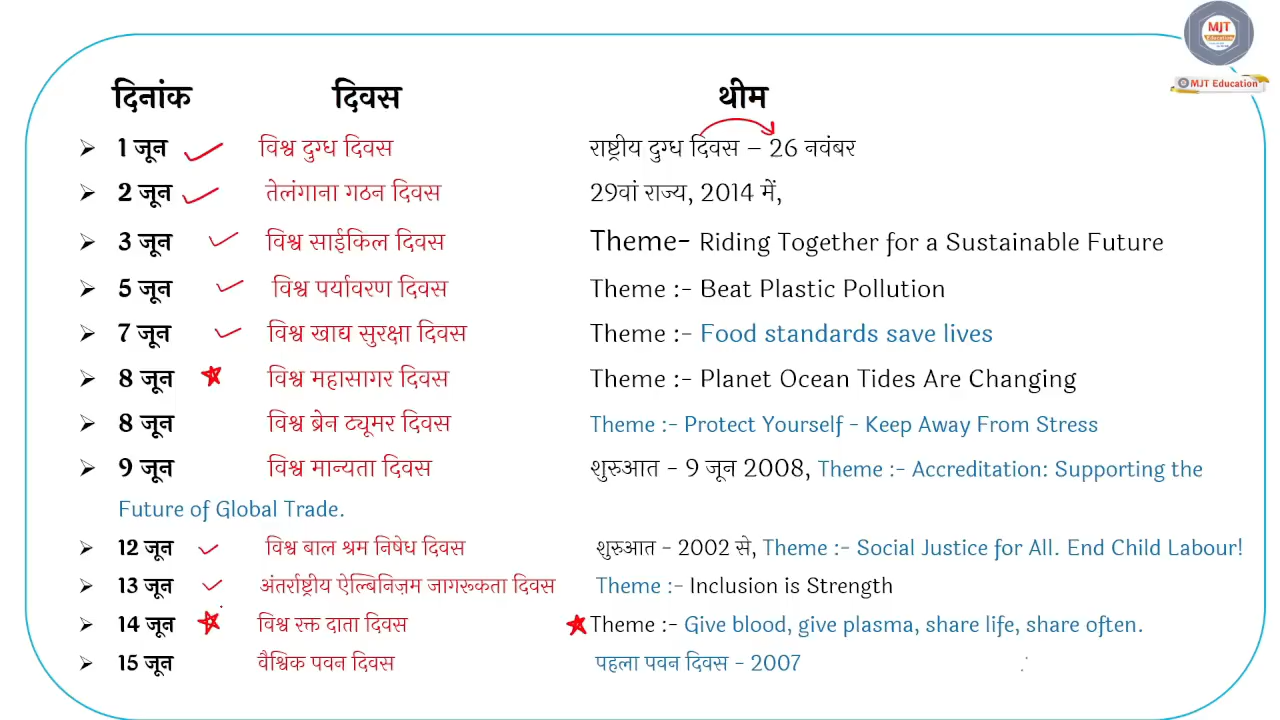 MJT
Education
MJT Education
दिनांक दिवस थीम
➢ 1 जून विश्व दुग्ध दिवस राष्ट्रीय दुग्ध दिवस – 26 नवंबर
➢ 2 जून तेलंगाना गठन दिवस 29वां राज्य, 2014 में,
➢ 3 जून विश्व साईकिल दिवस Theme- Riding Together for a Sustainable Future
➢ 5 जून विश्व पर्यावरण दिवस Theme :- Beat Plastic Pollution
➢ 7 जून विश्व खाद्य सुरक्षा दिवस Theme :- Food standards save lives
➢ 8 जून विश्व महासागर दिवस Theme :- Planet Ocean Tides Are Changing
➢ 8 जून विश्व ब्रेन ट्यूमर दिवस Theme :- Protect Yourself - Keep Away From Stress
➢ 9 जून विश्व मान्यता दिवस शुरुआत - 9 जून 2008, Theme :- Accreditation: Supporting the
Future of Global Trade.
➢ 12 जून विश्व बाल श्रम निषेध दिवस शुरुआत - 2002 से, Theme :- Social Justice for All. End Child Labour!
➢ 13 जून अंतर्राष्ट्रीय ऐल्बिनिज़म जागरूकता दिवस Theme :- Inclusion is Strength
➢ 14 जून विश्व रक्त दाता दिवस Theme :- Give blood, give plasma, share life, share often.
➢ 15 जून वैश्विक पवन दिवस पहला पवन दिवस - 2007